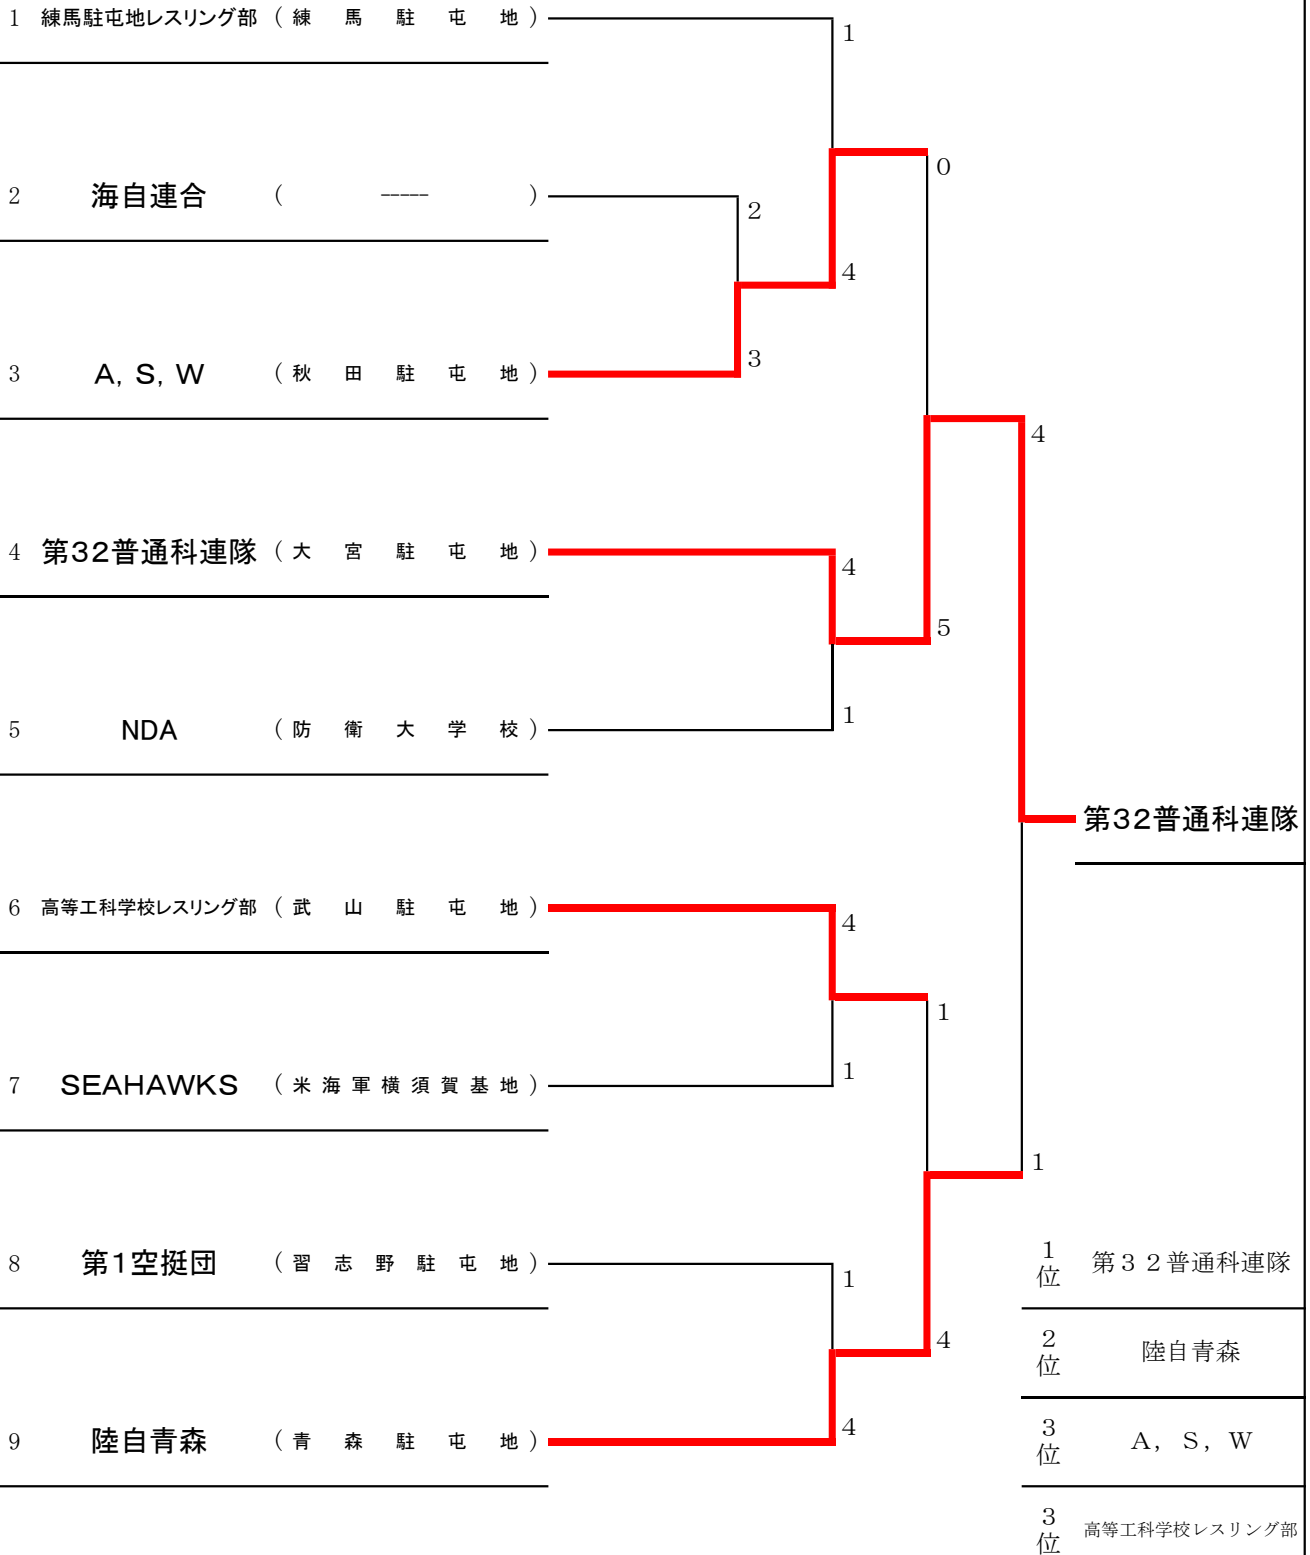 1 練馬駐屯地レスリング部 （ 練馬駐屯地 ）
1
0
2 海自連合 （ ----- ）
2
4
3 A, S, W （ 秋田駐屯地 ）
3
4
4 第32普通科連隊 （ 大宮駐屯地 ）
4
5
5 NDA （ 防衛大学校 ）
1
第32普通科連隊
6 高等工科学校レスリング部 （ 武山駐屯地 ）
4
1
7 SEAHAWKS （ 米海軍横須賀基地 ）
1
1
8 第1空挺団 （ 習志野駐屯地 ）
1
1位 第３２普通科連隊
4
2位 陸自青森
9 陸自青森 （ 青森駐屯地 ）
4
3位 Ａ，Ｓ，Ｗ
3位 高等工科学校レスリング部